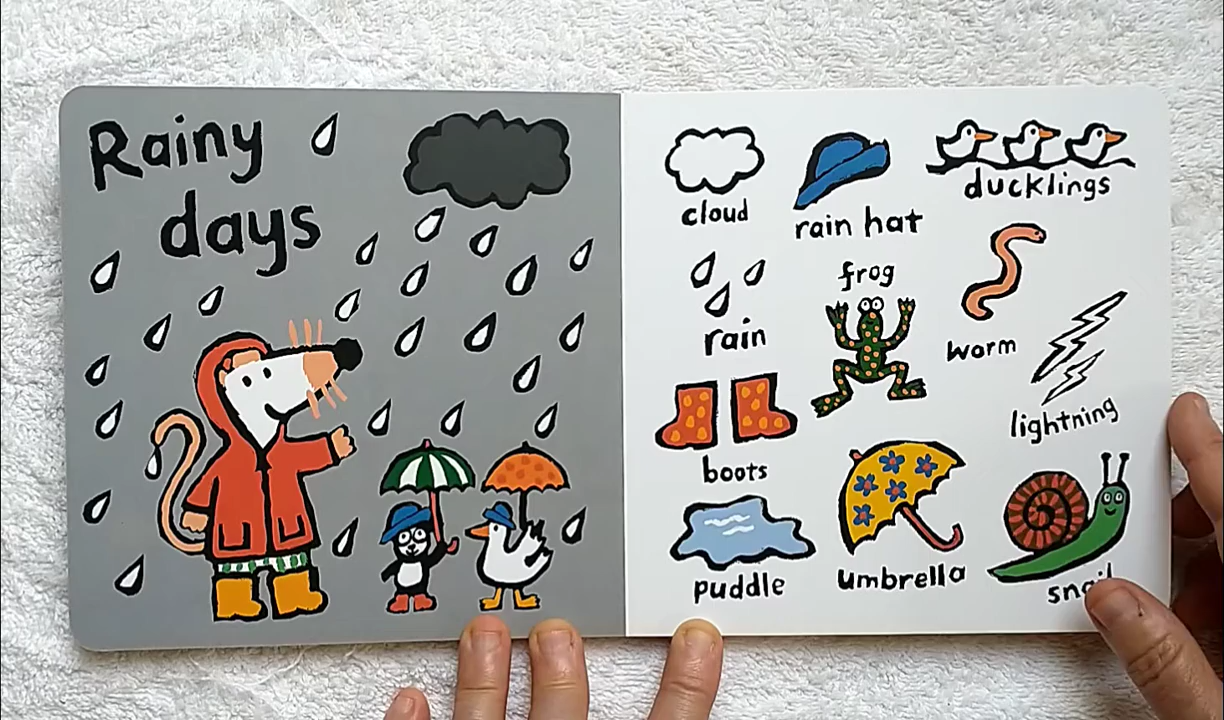 Rainy
days
cloud
rain hat
ducklings
rain
frog
worm
lightning
boots
puddle
umbrella